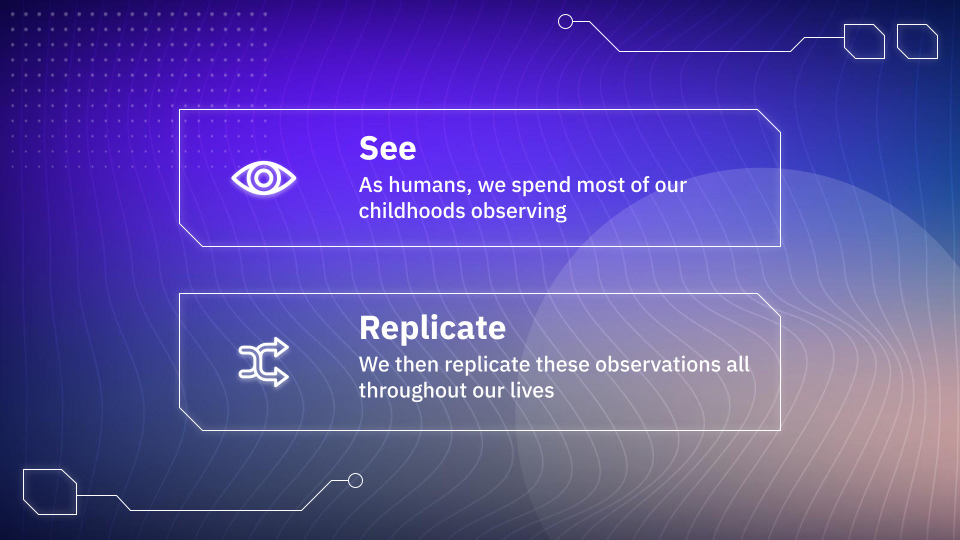 See
As humans, we spend most of our
childhoods observing
Replicate
We then replicate these observations all
throughout our lives